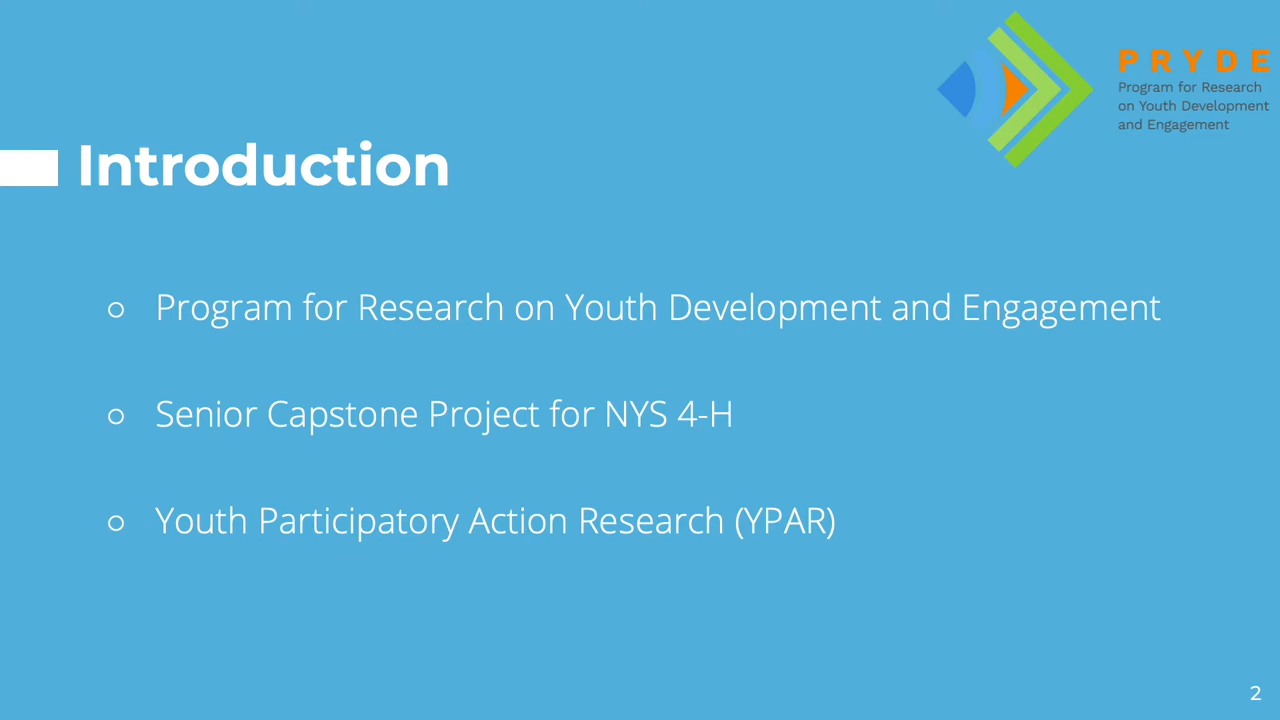 PRYDE
Program for Research
on Youth Development
and Engagement
Introduction
○ Program for Research on Youth Development and Engagement
○ Senior Capstone Project for NYS 4-H
○ Youth Participatory Action Research (YPAR)
2